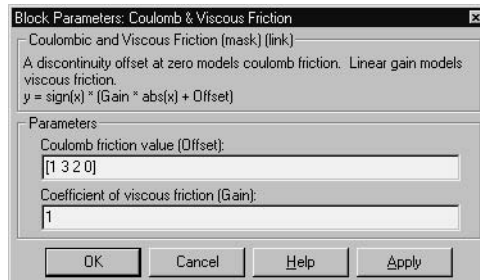 Block Parameters: Coulomb & Viscous Friction
Coulombic and Viscous Friction (mask) (link)
A discontinuity offset at zero models coulomb friction. Linear gain models
viscous friction.
y = sign(x) * (Gain * abs(x) + Offset)
Parameters
Coulomb friction value (Offset):
[1 3 2 0]
Coefficient of viscous friction (Gain):
1
OK Cancel Help Apply